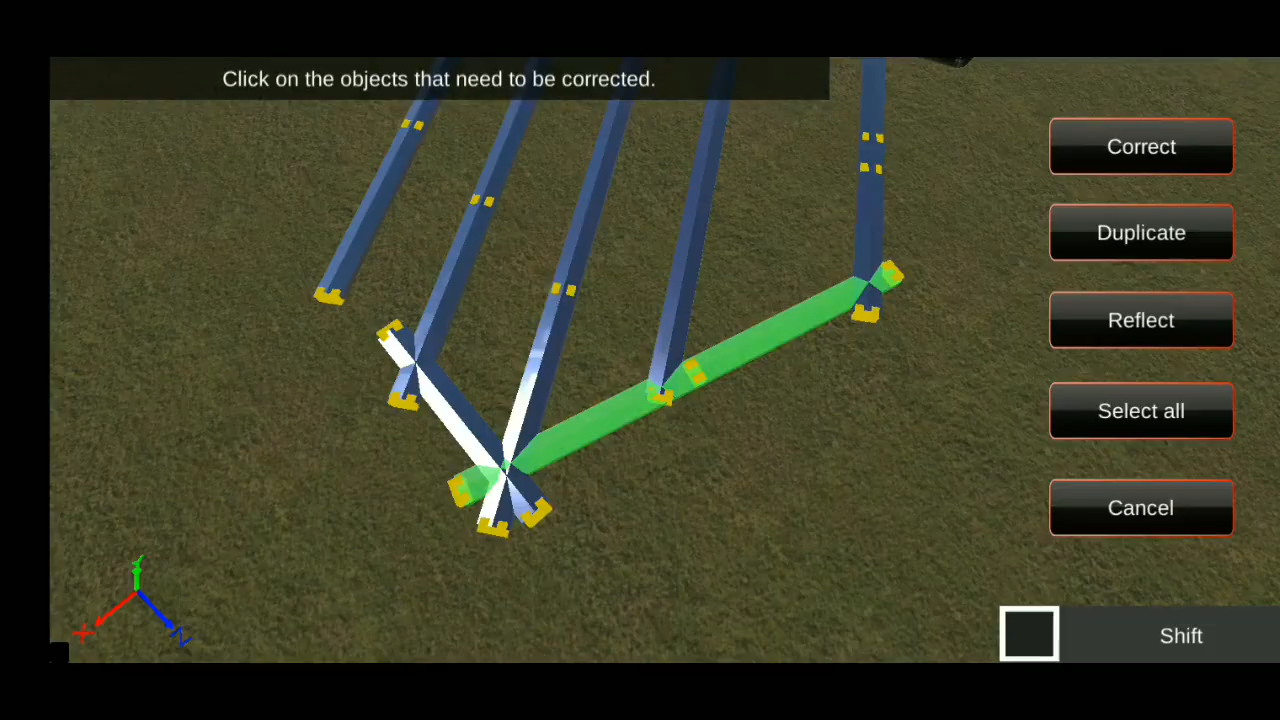 Click on the objects that need to be corrected.
Correct
Duplicate
Reflect
Select all
Cancel
Shift
Y
X
Z